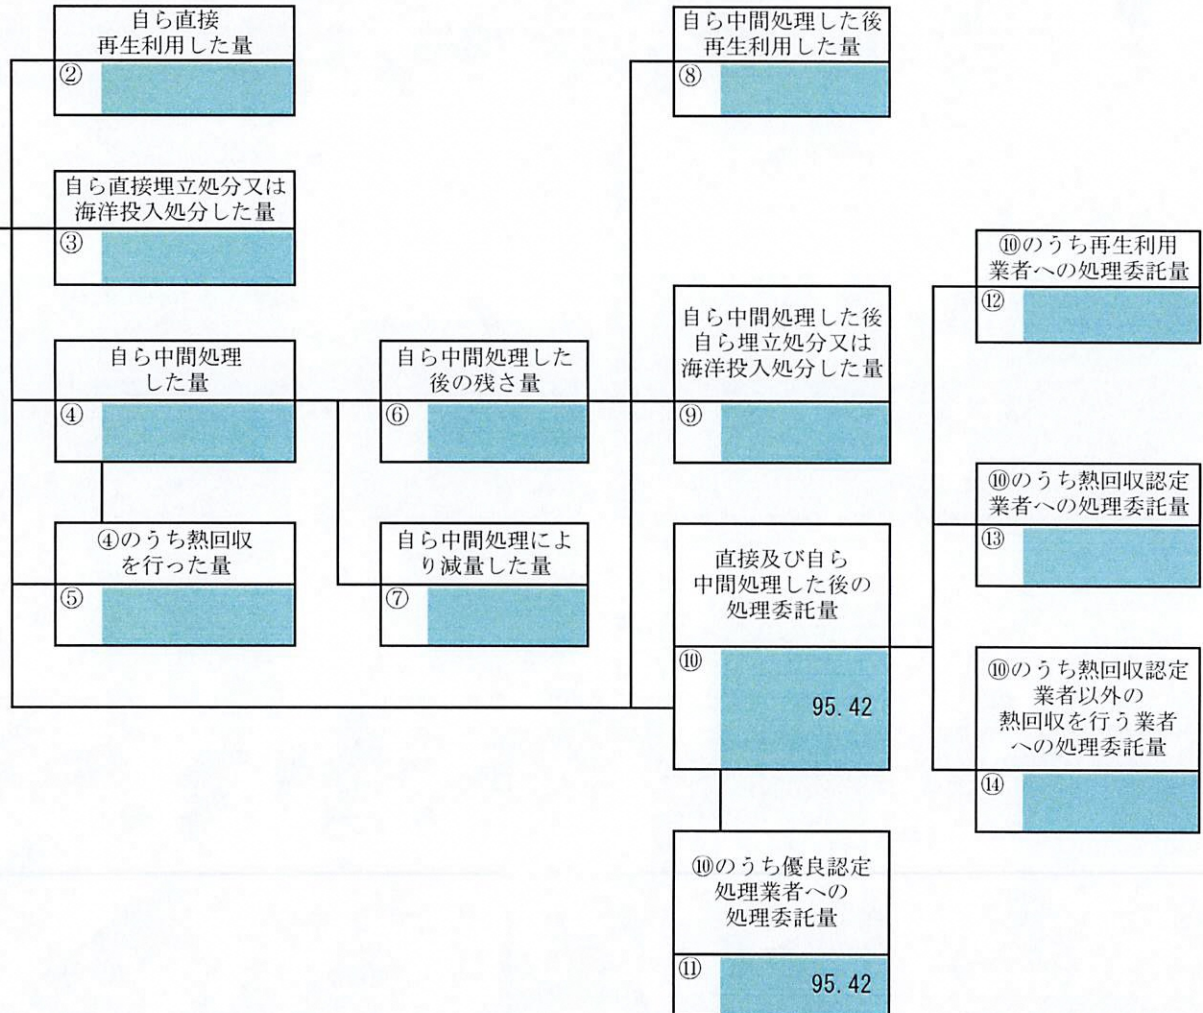 自ら直接
再生利用した量
②
自ら直接埋立処分又は
海洋投入処分した量
③
自ら中間処理
した量
④
④のうち熱回収
を行った量
⑤
自ら中間処理した
後の残さ量
⑥
自ら中間処理によ
り減量した量
⑦
自ら中間処理した後
再生利用した量
⑧
自ら中間処理した後
自ら埋立処分又は
海洋投入処分した量
⑨
直接及び自ら
中間処理した後の
処理委託量
⑩
95.42
⑩のうち優良認定
処理業者への
処理委託量
⑪
95.42
⑩のうち再生利用
業者への処理委託量
⑫
⑩のうち熱回収認定
業者への処理委託量
⑬
⑩のうち熱回収認定
業者以外の
熱回収を行う業者
への処理委託量
⑭